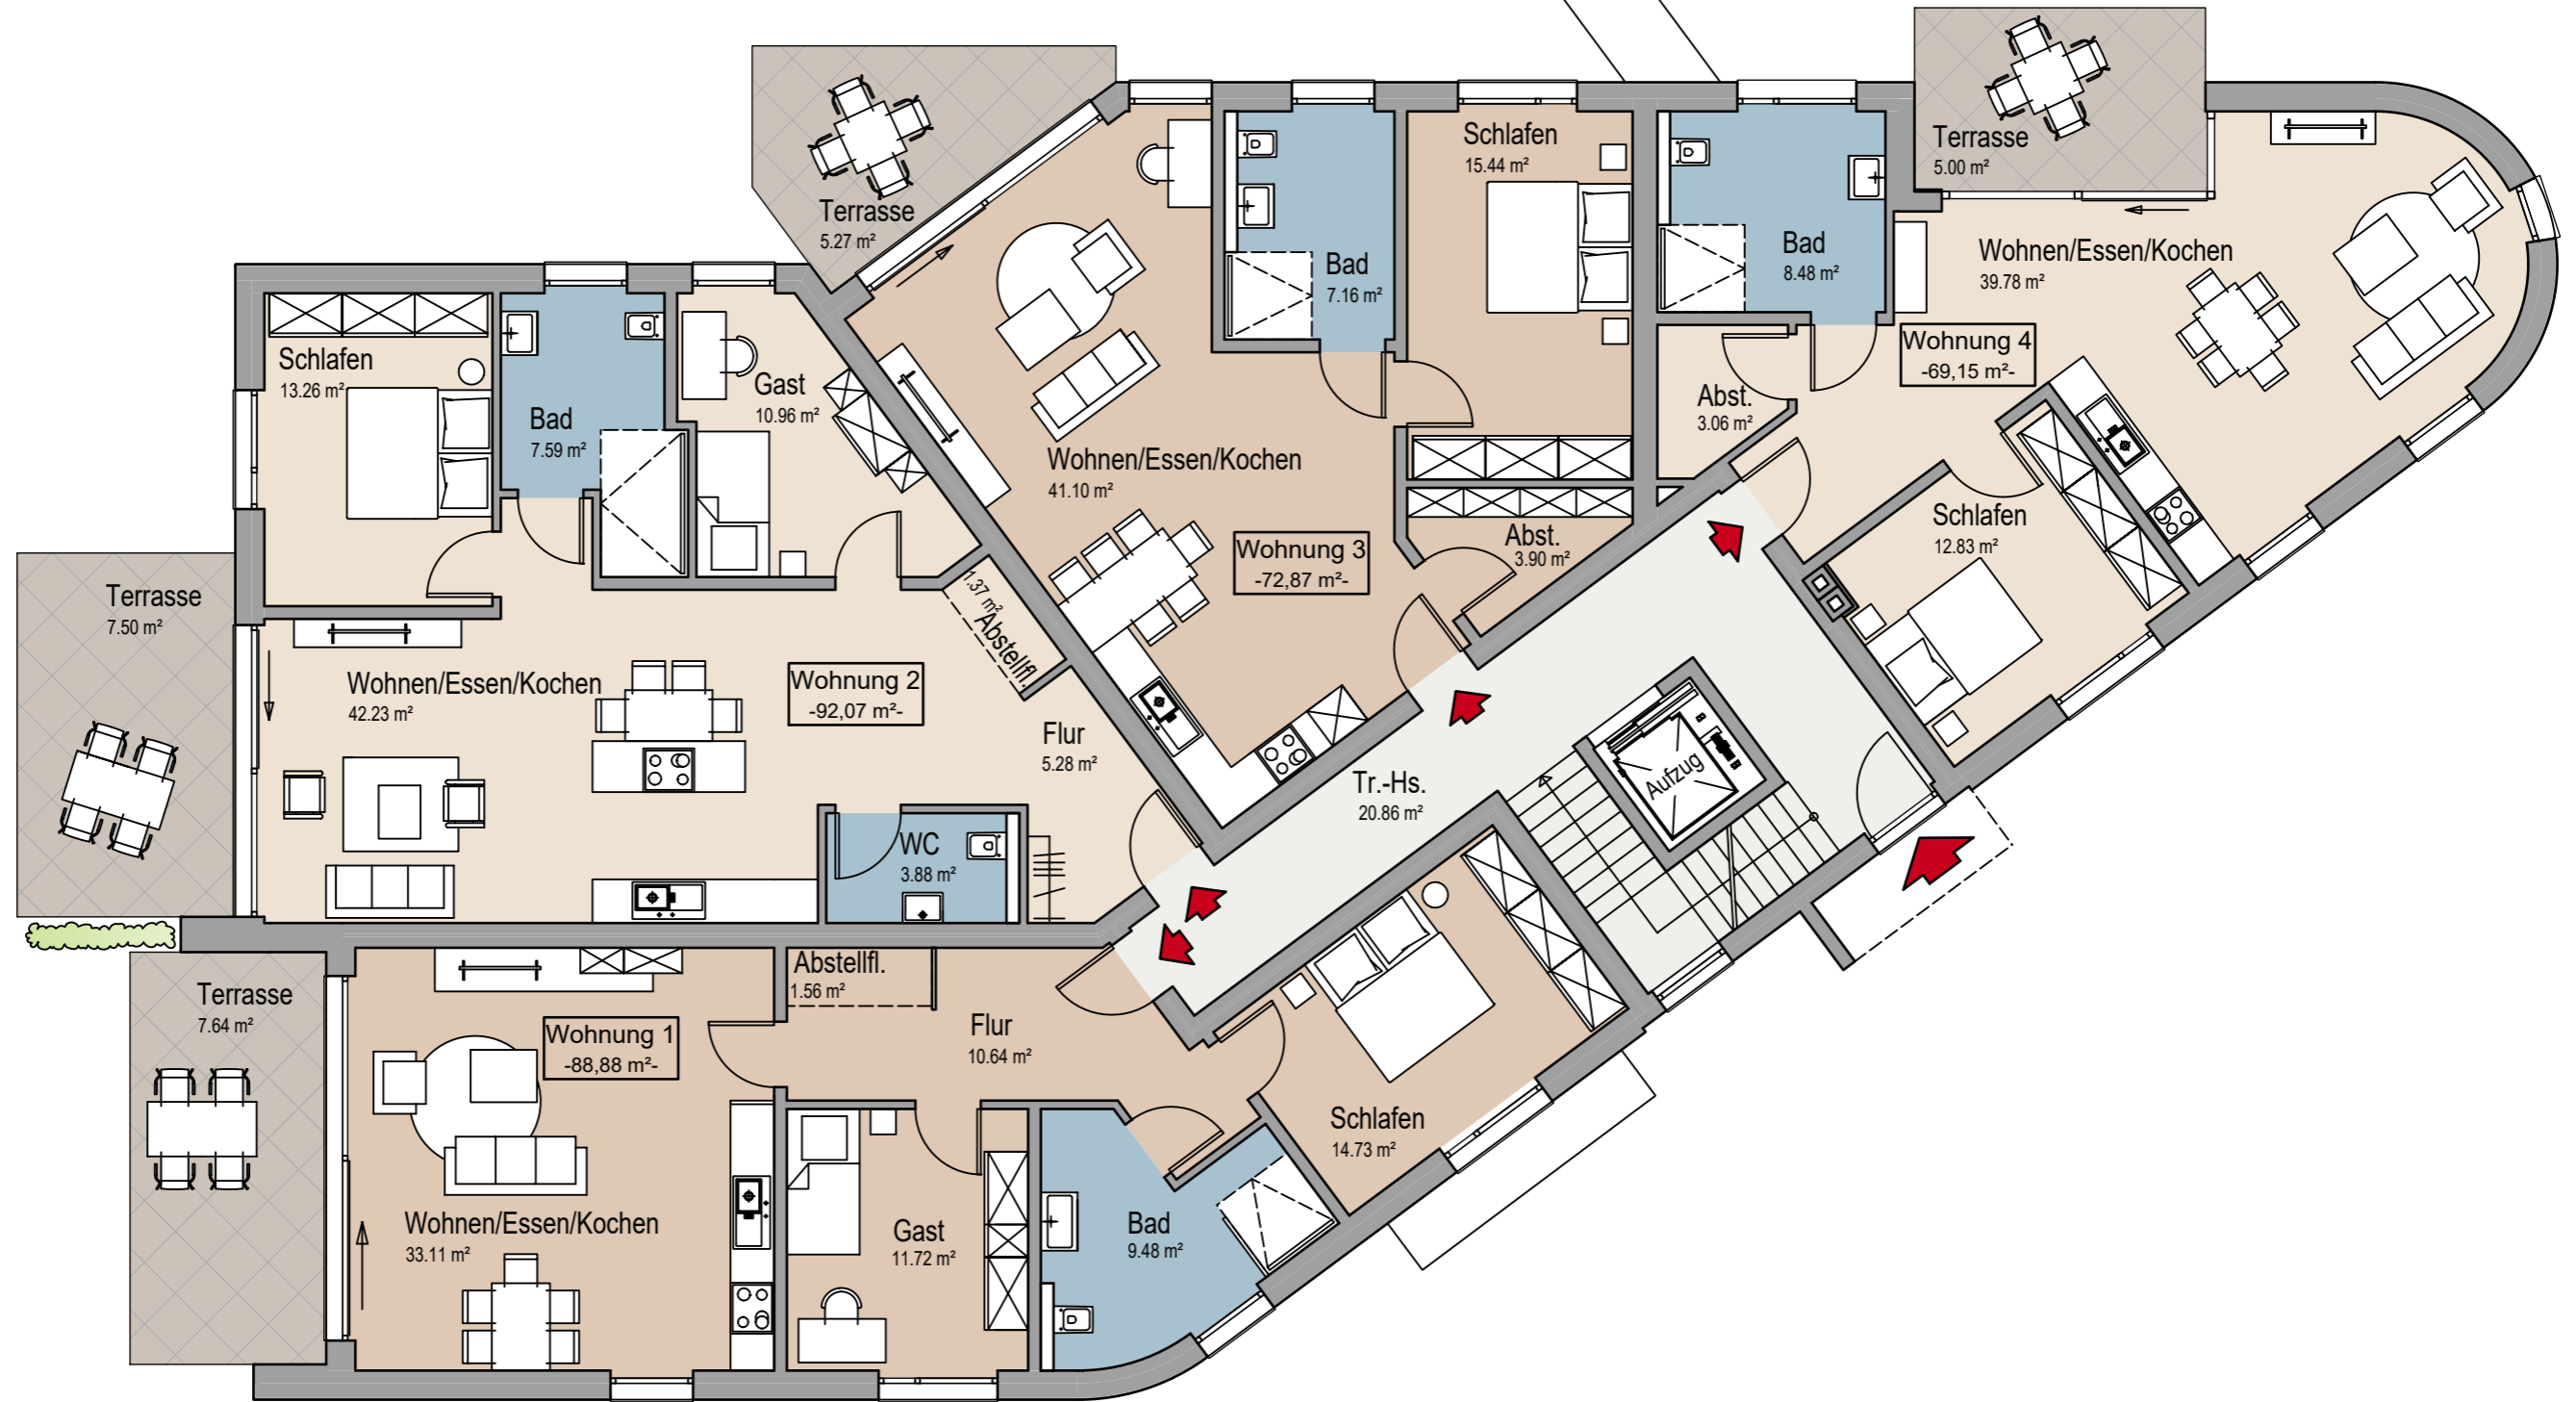 Terrasse
5.00 m²
Schlafen
15.44 m²
Terrasse
5.27 m²
Bad
7.16 m²
Bad
8.48 m²
Wohnen/Essen/Kochen
39.78 m²
Wohnung 4
-69,15 m²-
Schlafen
13.26 m²
Bad
7.59 m²
Gast
10.96 m²
Abst.
3.06 m²
Wohnen/Essen/Kochen
41.10 m²
Wohnung 3
-72,87 m²-
Abst.
3.90 m²
Schlafen
12.83 m²
Terrasse
7.50 m²
1.37 m²
Abstellfl.
Wohnen/Essen/Kochen
42.23 m²
Wohnung 2
-92,07 m²-
Flur
5.28 m²
Tr.-Hs.
20.86 m²
Aufzug
WC
3.88 m²
Terrasse
7.64 m²
Abstellfl.
1.56 m²
Wohnung 1
-88,88 m²-
Flur
10.64 m²
Schlafen
14.73 m²
Wohnen/Essen/Kochen
33.11 m²
Gast
11.72 m²
Bad
9.48 m²